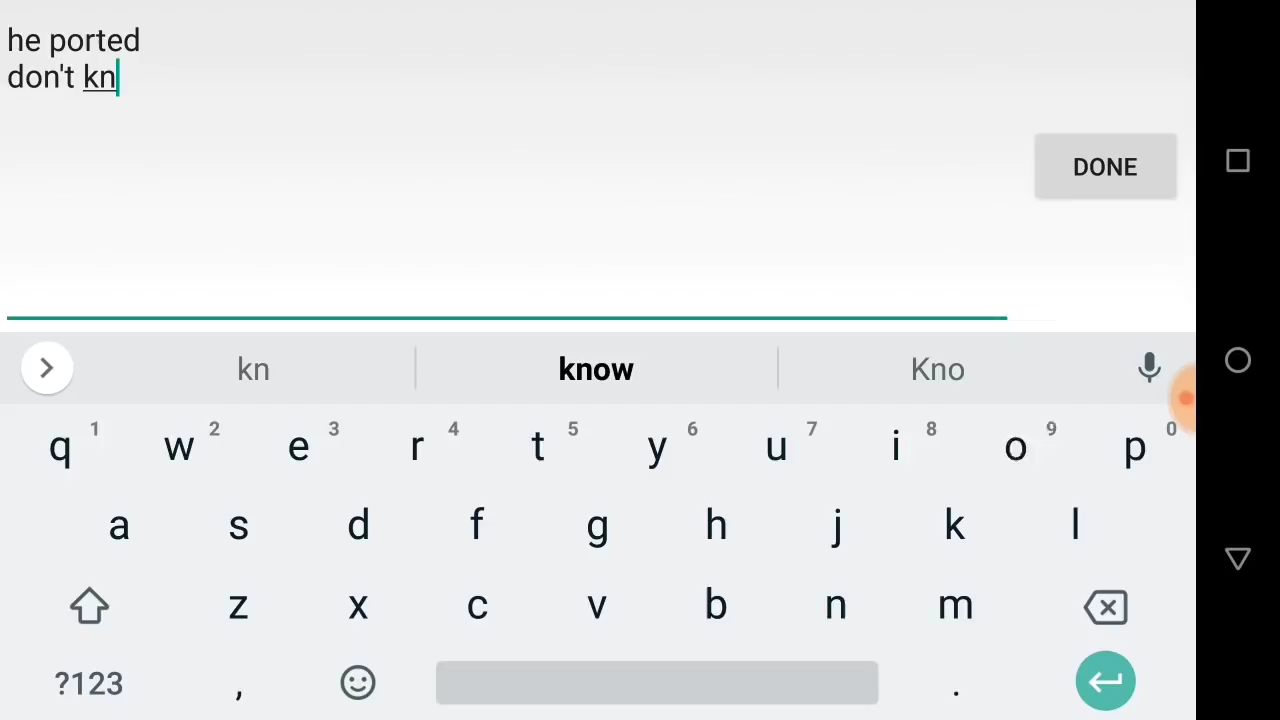 he ported
don't kn
DONE
kn know Kno
1 2 3 4 5 6 7 8 9 0
q w e r t y u i o p
a s d f g h j k l
z x c v b n m
?123 , .